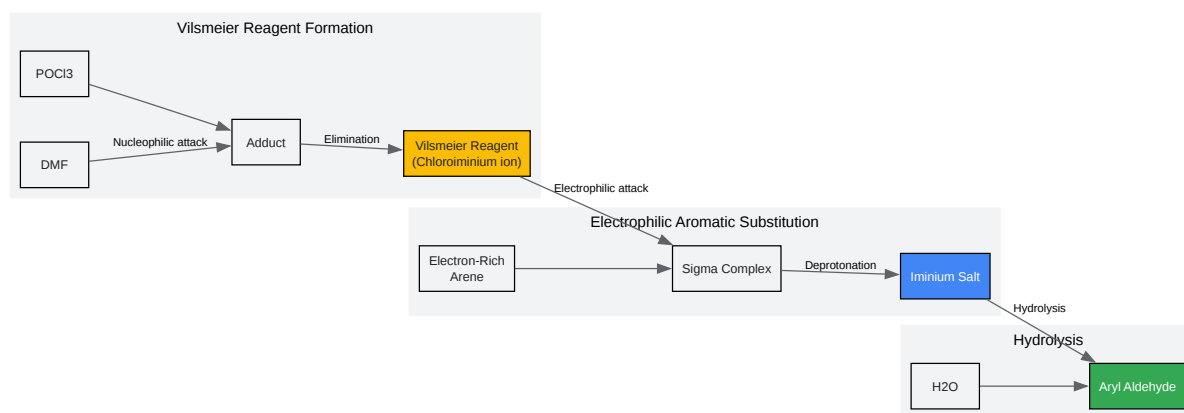 Vilsmeier Reagent Formation
POCl3
DMF
Nucleophilic attack
Adduct
Elimination
Vilsmeier Reagent
(Chloroiminium ion)
Electrophilic attack
Electrophilic Aromatic Substitution
Electron-Rich
Arene
Sigma Complex
Deprotonation
Iminium Salt
Hydrolysis
Hydrolysis
H2O
Aryl Aldehyde